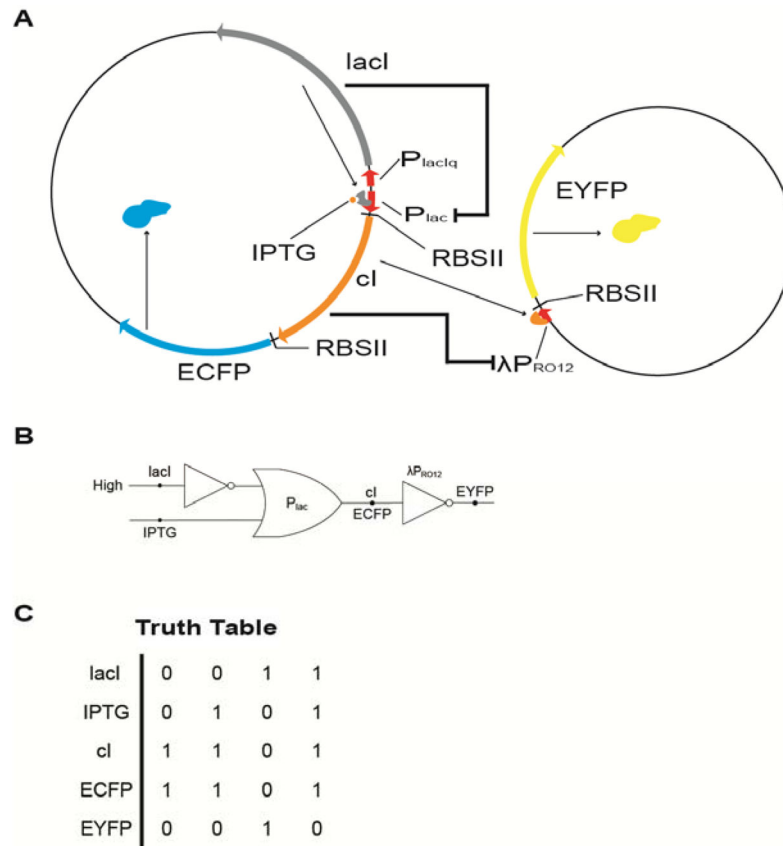 A
lacI
PlacIq
Plac
IPTG
RBSII
cI
RBSII
ECFP
EYFP
RBSII
λPRO12
B
High
lacI
IPTG
Plac
cI
ECFP
λPRO12
EYFP
C
Truth Table
lacI 0 0 1 1
IPTG 0 1 0 1
cI 1 1 0 1
ECFP 1 1 0 1
EYFP 0 0 1 0